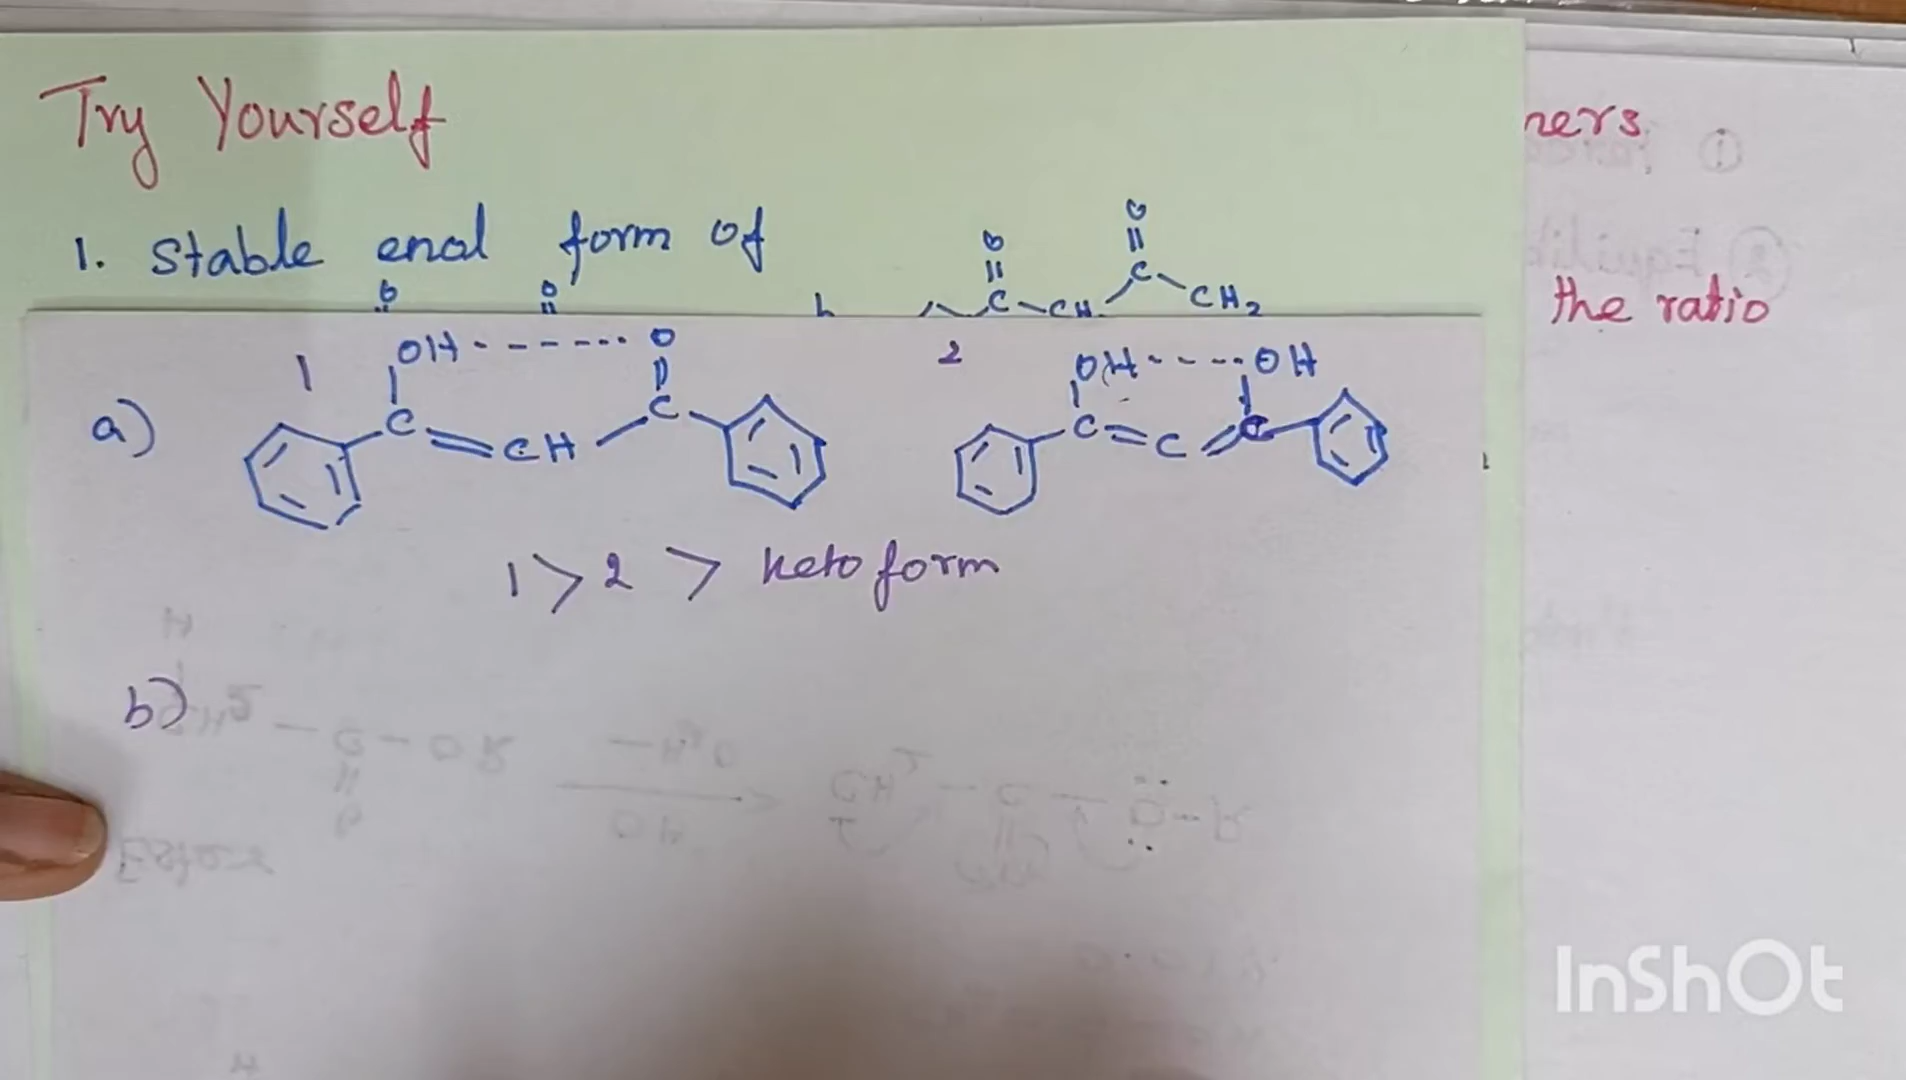 Try Yourself
ners
1. Stable enol form of
the ratio
O O O O
C CH C CH2
1 OH O 2 OH OH
a) C CH C C C C
1 > 2 > keto form
b)
InShOt